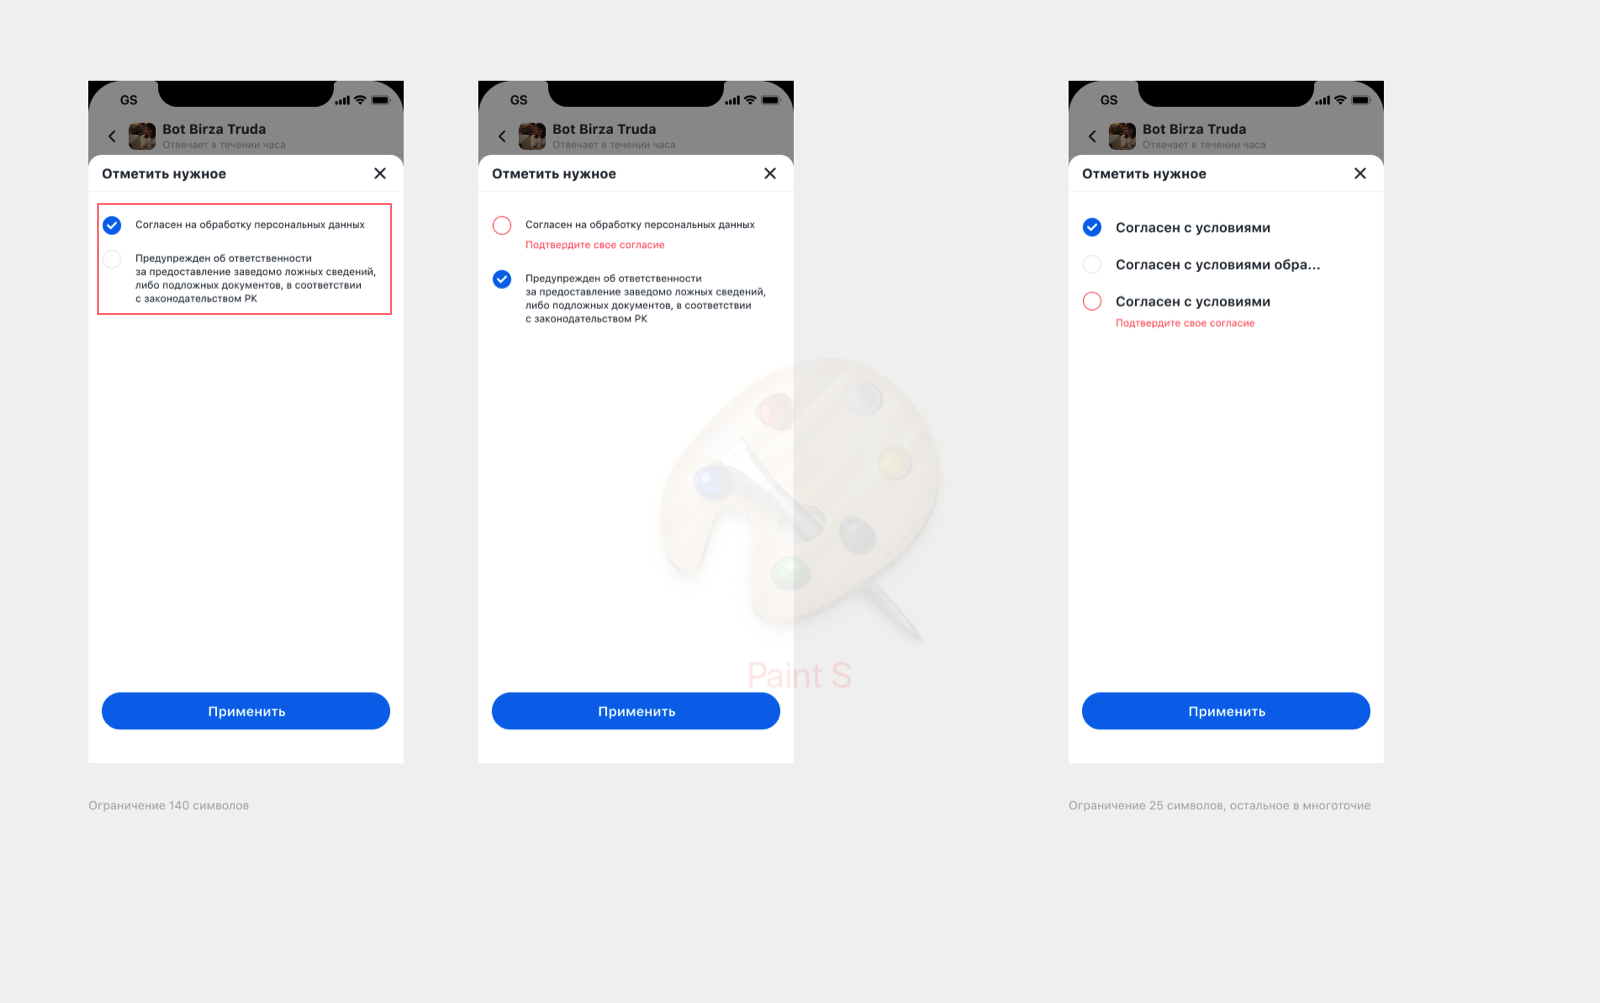 GS
Bot Birza Truda
Отвечает в течении часа
Отметить нужное
Согласен на обработку персональных данных
Предупрежден об ответственности
за предоставление заведомо ложных сведений,
либо подложных документов, в соответствии
с законодательством РК
Применить
Ограничение 140 символов
GS
Bot Birza Truda
Отвечает в течении часа
Отметить нужное
Согласен на обработку персональных данных
Подтвердите свое согласие
Предупрежден об ответственности
за предоставление заведомо ложных сведений,
либо подложных документов, в соответствии
с законодательством РК
Применить
Paint S
GS
Bot Birza Truda
Отвечает в течении часа
Отметить нужное
Согласен с условиями
Согласен с условиями обра...
Согласен с условиями
Подтвердите свое согласие
Применить
Ограничение 25 символов, остальное в многоточие